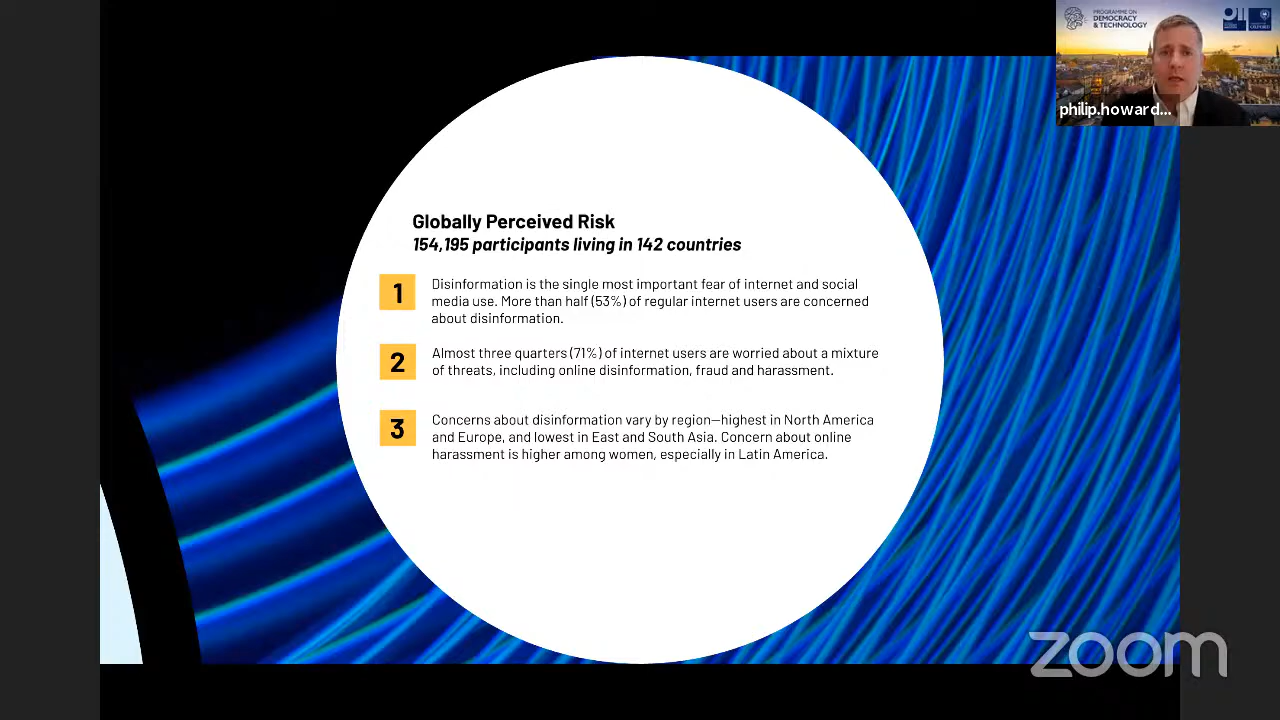 PROGRAMME ON
DEMOCRACY
& TECHNOLOGY
OII
OXFORD
philip.howard...
Globally Perceived Risk
154,195 participants living in 142 countries
1
Disinformation is the single most important fear of internet and social
media use. More than half (53%) of regular internet users are concerned
about disinformation.
2
Almost three quarters (71%) of internet users are worried about a mixture
of threats, including online disinformation, fraud and harassment.
3
Concerns about disinformation vary by region—highest in North America
and Europe, and lowest in East and South Asia. Concern about online
harassment is higher among women, especially in Latin America.
zoom